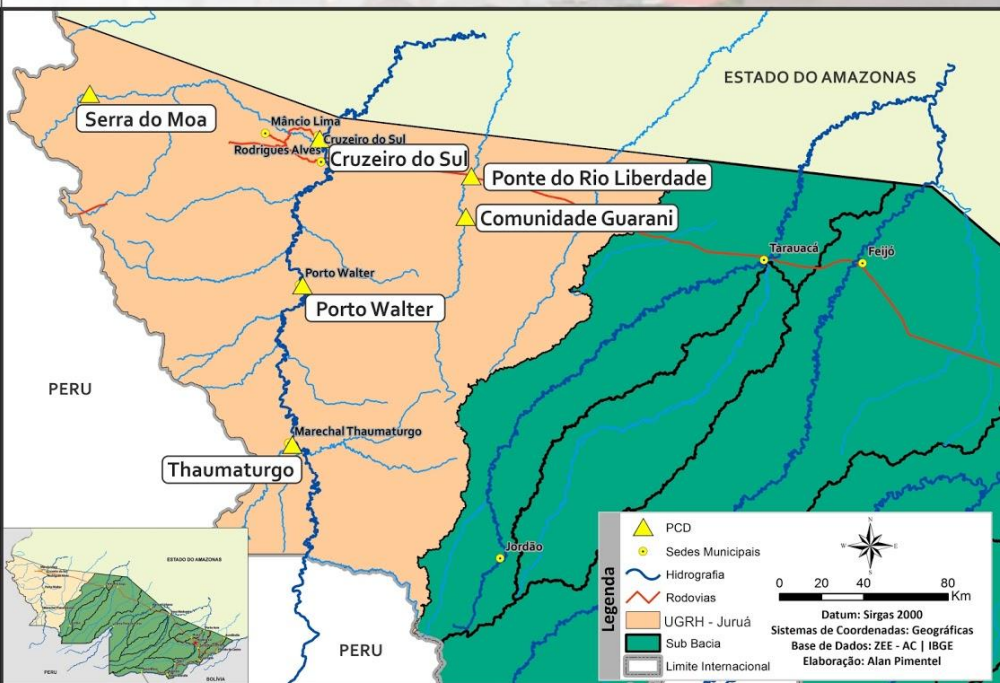 ESTADO DO AMAZONAS
Serra do Moa
Mâncio Lima
Cruzeiro do Sul
Rodrigues Alves
Cruzeiro do Sul
Ponte do Rio Liberdade
Comunidade Guarani
Tarauacá
Feijó
Porto Walter
Porto Walter
PERU
Marechal Thaumaturgo
Thaumaturgo
Jordão
PERU
ESTADO DO AMAZONAS
PERU
BOLÍVIA
Legenda
PCD
Sedes Municipais
Hidrografia
Rodovias
UGRH - Juruá
Sub Bacia
Limite Internacional
N
W
E
S
0 20 40 80
Km
Datum: Sirgas 2000
Sistemas de Coordenadas: Geográficas
Base de Dados: ZEE - AC | IBGE
Elaboração: Alan Pimentel